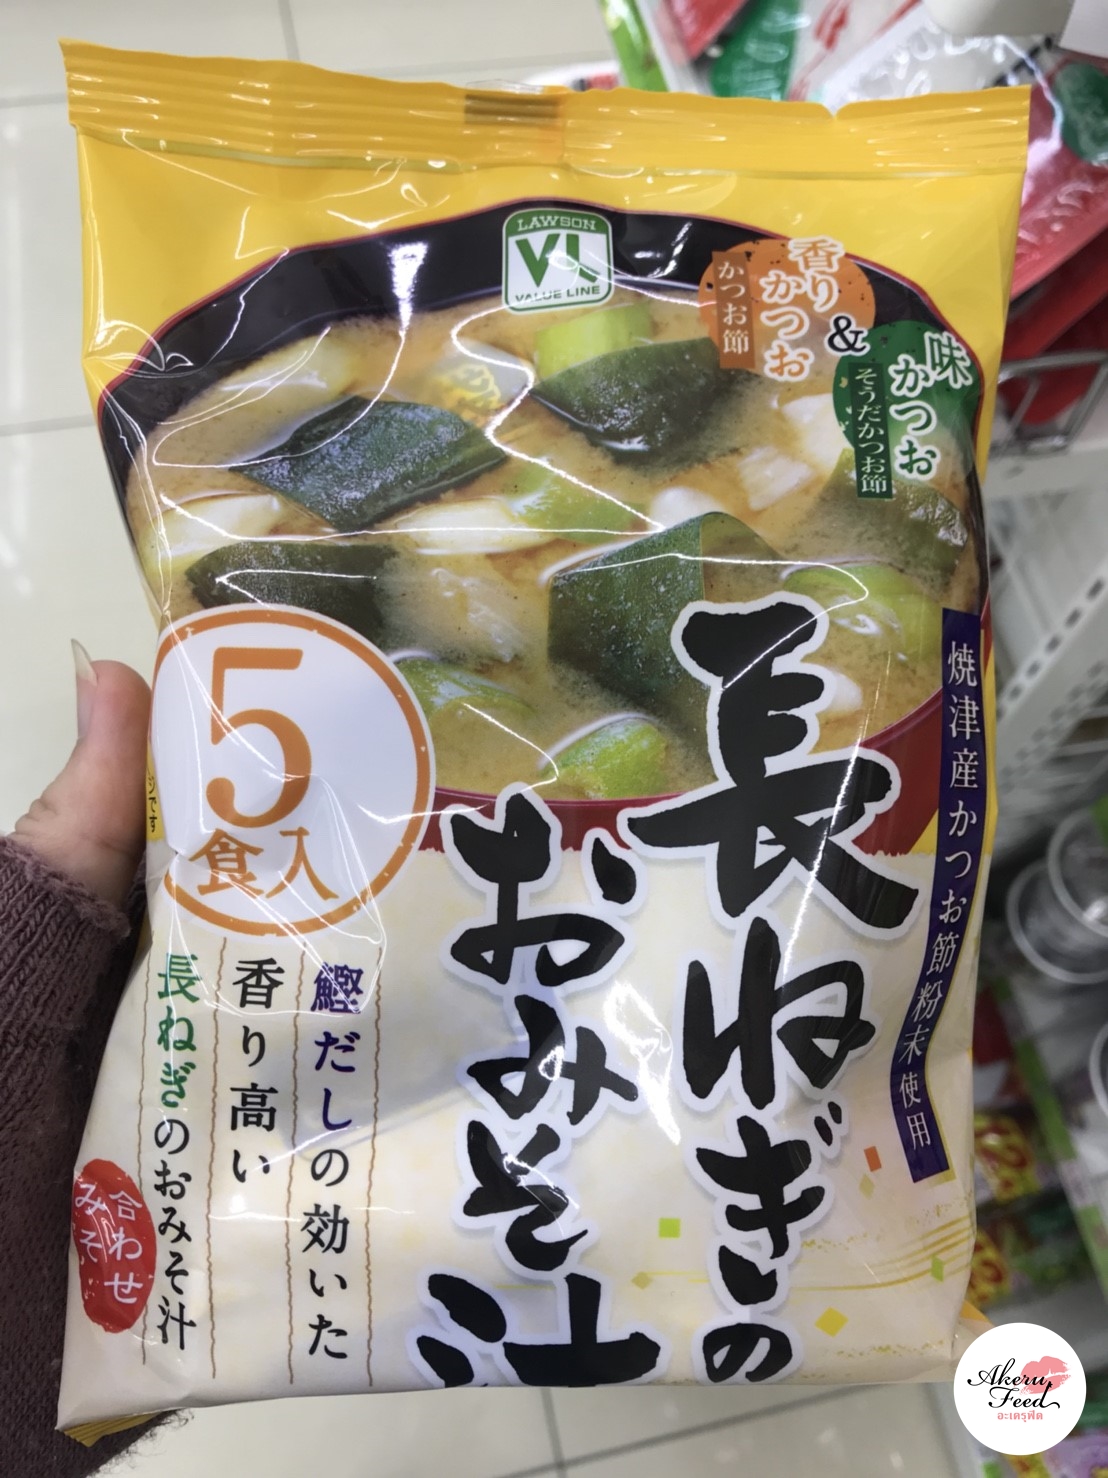 LAWSON
VL
VALUE LINE
香りかつお
かつお節
&
味かつお
そうだかつお節
焼津産かつお節粉末使用
長ねぎの
おみそ汁
5
食入
鰹だしの効いた
香り高い
長ねぎのおみそ汁
合わせ
みそ
ジです
Akeru
Feed
อะเครุฟีด